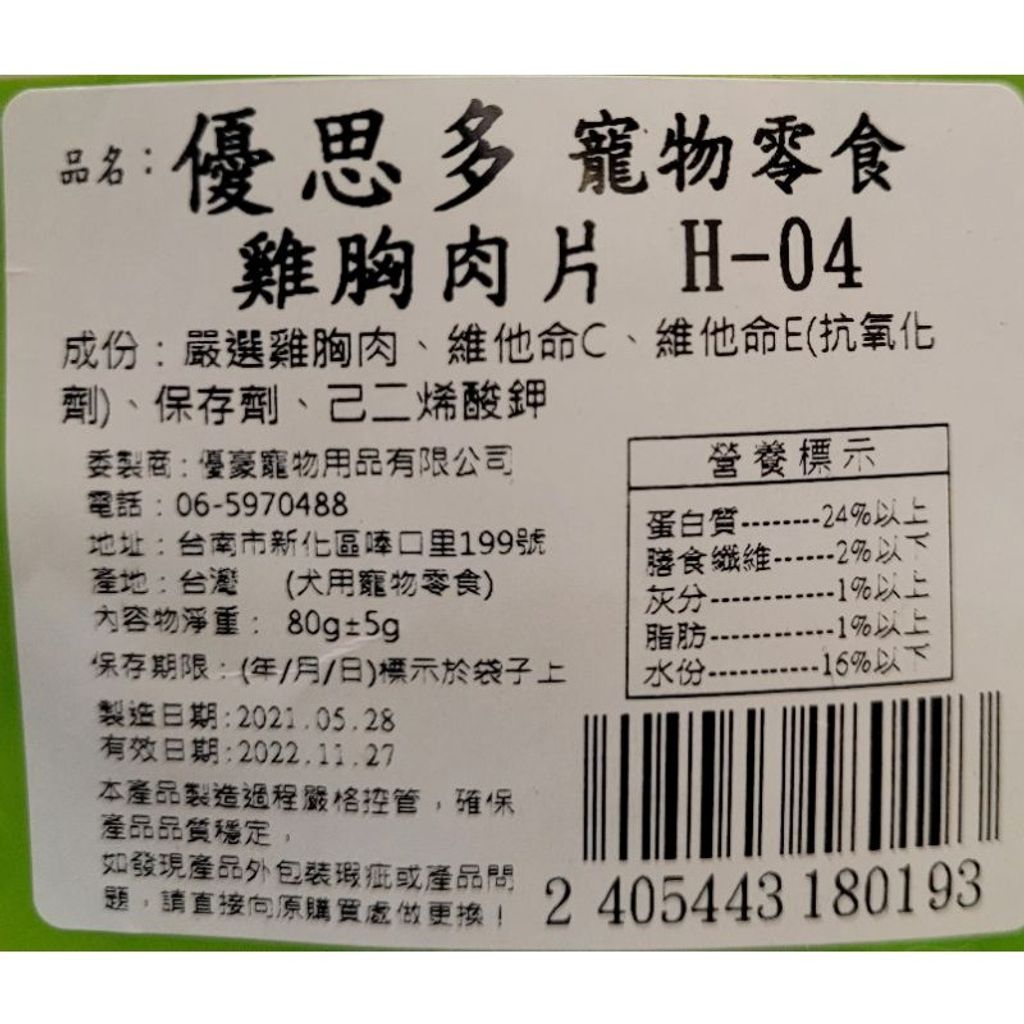 品名：優思多 寵物零食
雞胸肉片 H-04
成份：嚴選雞胸肉、維他命C、維他命E(抗氧化
劑)、保存劑、己二烯酸鉀
委製商：優豪寵物用品有限公司
電話：06-5970488
地址：台南市新化區唪口里199號
產地：台灣 (犬用寵物零食)
內容物淨重：80g±5g
保存期限：(年/月/日)標示於袋子上
製造日期:2021.05.28
有效日期:2022.11.27
本產品製造過程嚴格控管，確保
產品品質穩定，
如發現產品外包裝瑕疵或產品問
題，請直接向原購買處做更換！
營養標示
蛋白質--------24%以上
膳食纖維------2%以下
灰分------------1%以上
脂肪------------1%以上
水份-----------16%以下
2 405443 180193